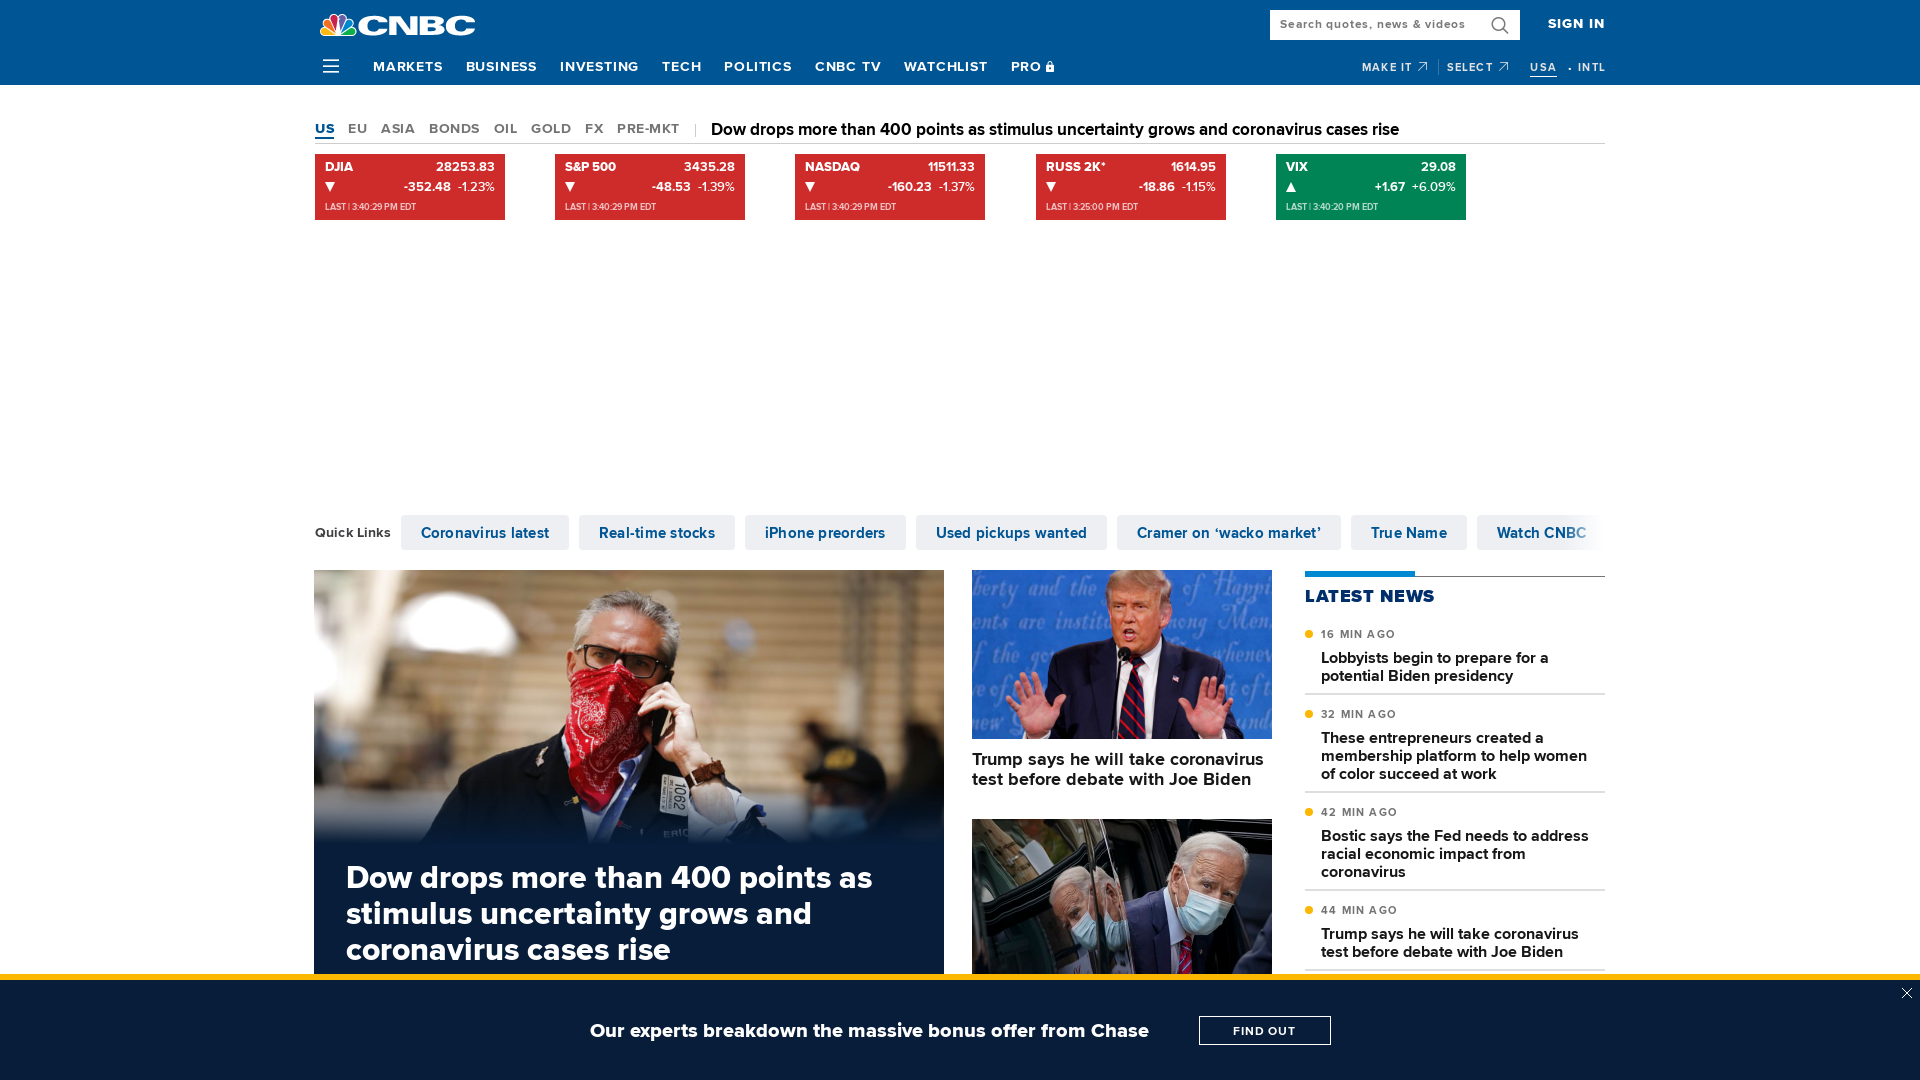 CNBC
Search quotes, news & videos
SIGN IN
MARKETS BUSINESS INVESTING TECH POLITICS CNBC TV WATCHLIST PRO
MAKE IT SELECT USA • INTL
US EU ASIA BONDS OIL GOLD FX PRE-MKT
Dow drops more than 400 points as stimulus uncertainty grows and coronavirus cases rise
DJIA 28253.83
-352.48 -1.23%
LAST | 3:40:29 PM EDT
S&P 500 3435.28
-48.53 -1.39%
LAST | 3:40:29 PM EDT
NASDAQ 11511.33
-160.23 -1.37%
LAST | 3:40:29 PM EDT
RUSS 2K* 1614.95
-18.86 -1.15%
LAST | 3:25:00 PM EDT
VIX 29.08
+1.67 +6.09%
LAST | 3:40:20 PM EDT
Quick Links Coronavirus latest Real-time stocks iPhone preorders Used pickups wanted Cramer on ‘wacko market’ True Name Watch CNBC
1062
ERIC
Dow drops more than 400 points as
stimulus uncertainty grows and
coronavirus cases rise
Trump says he will take coronavirus
test before debate with Joe Biden
LATEST NEWS
16 MIN AGO
Lobbyists begin to prepare for a
potential Biden presidency
32 MIN AGO
These entrepreneurs created a
membership platform to help women
of color succeed at work
42 MIN AGO
Bostic says the Fed needs to address
racial economic impact from
coronavirus
44 MIN AGO
Trump says he will take coronavirus
test before debate with Joe Biden
Our experts breakdown the massive bonus offer from Chase
FIND OUT